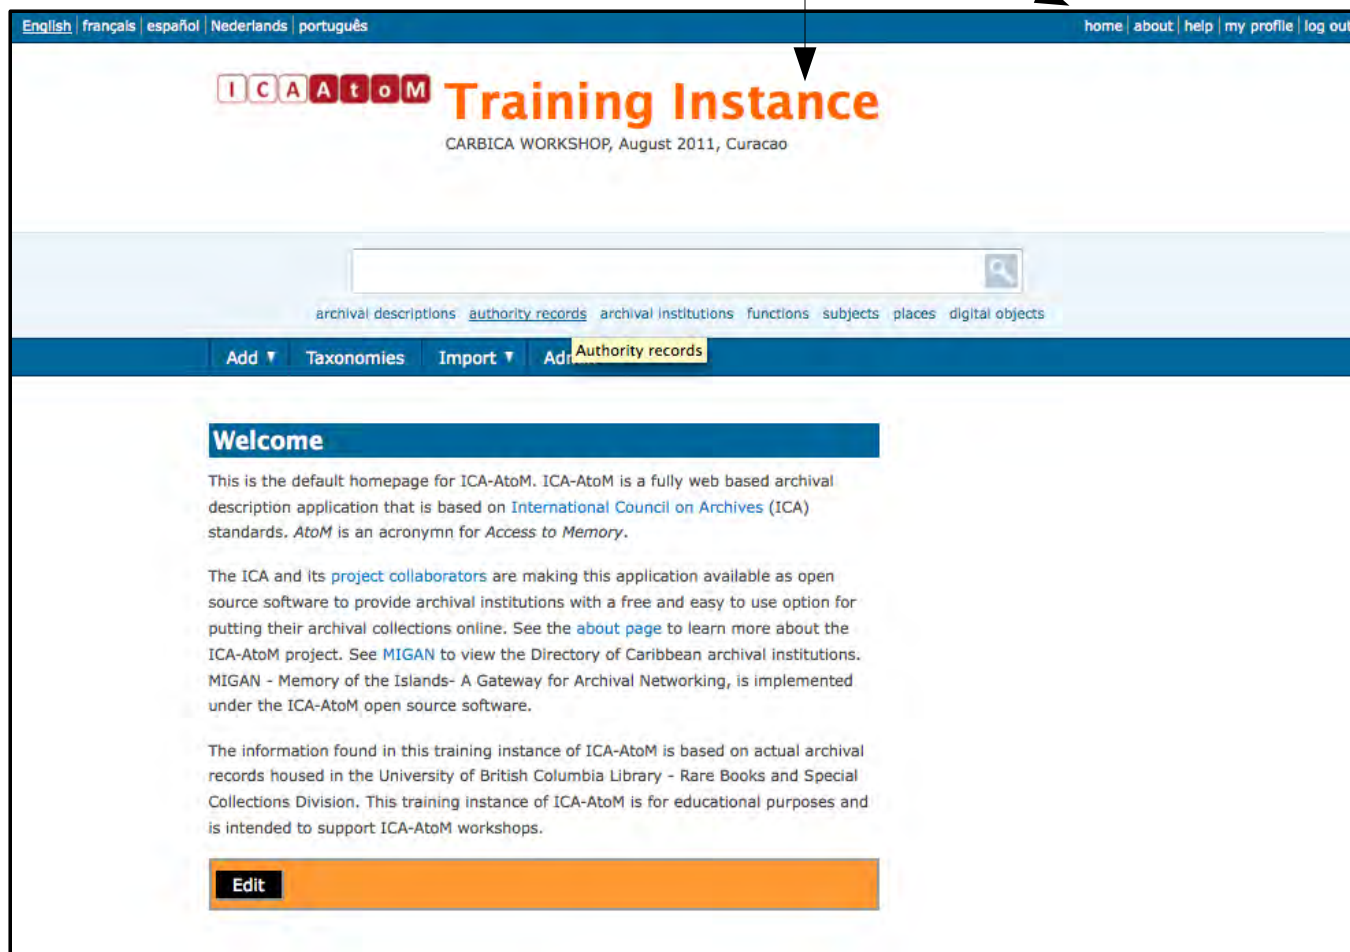 English français español Nederlands português
home about help my profile log out
ICAAtoM Training Instance
CARBICA WORKSHOP, August 2011, Curacao
archival descriptions authority records archival institutions functions subjects places digital objects
Add ▼ Taxonomies Import ▼
Authority records
Welcome
This is the default homepage for ICA-AtoM. ICA-AtoM is a fully web based archival
description application that is based on International Council on Archives (ICA)
standards. AtoM is an acronymn for Access to Memory.
The ICA and its project collaborators are making this application available as open
source software to provide archival institutions with a free and easy to use option for
putting their archival collections online. See the about page to learn more about the
ICA-AtoM project. See MIGAN to view the Directory of Caribbean archival institutions.
MIGAN - Memory of the Islands- A Gateway for Archival Networking, is implemented
under the ICA-AtoM open source software.
The information found in this training instance of ICA-AtoM is based on actual archival
records housed in the University of British Columbia Library - Rare Books and Special
Collections Division. This training instance of ICA-AtoM is for educational purposes and
is intended to support ICA-AtoM workshops.
Edit